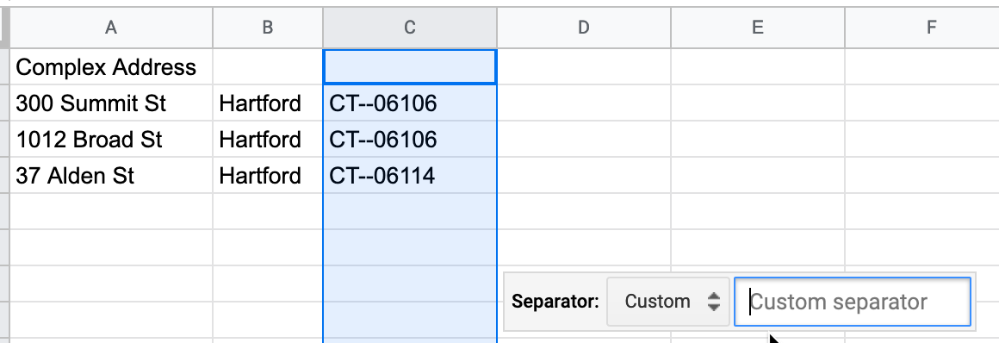 A B C D E F
Complex Address
300 Summit St Hartford CT--06106
1012 Broad St Hartford CT--06106
37 Alden St Hartford CT--06114
Separator: Custom Custom separator